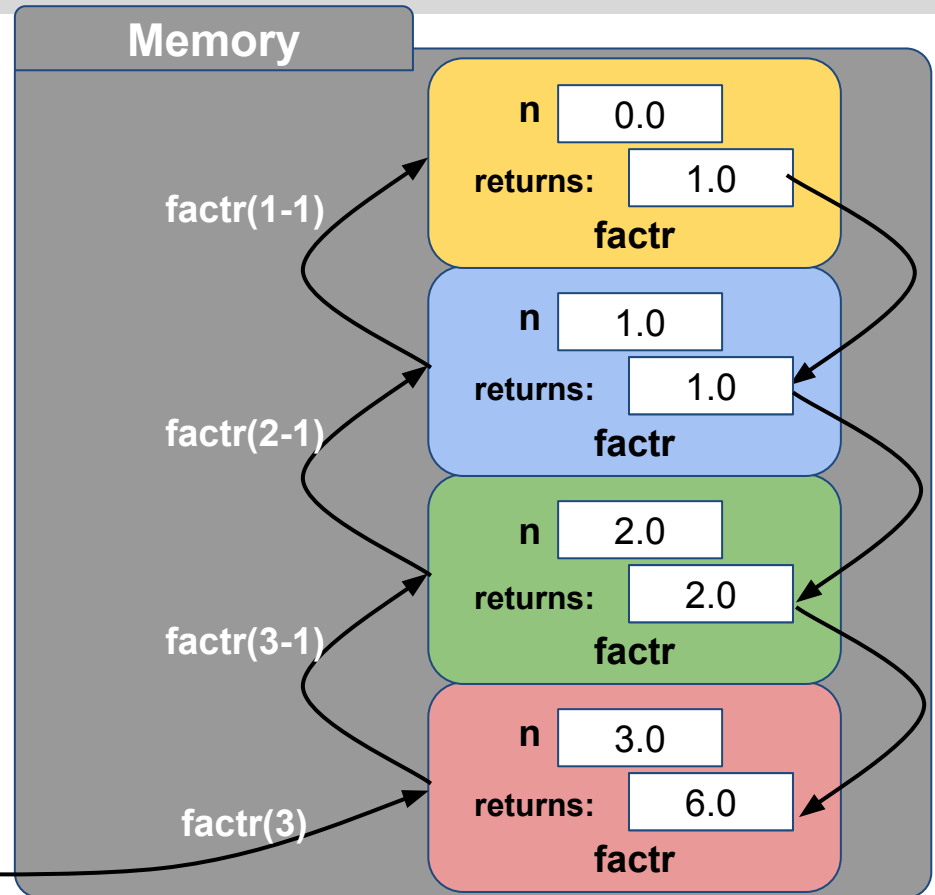 Memory
n 0.0
returns: 1.0
factr(1-1)
factr
n 1.0
returns: 1.0
factr(2-1)
factr
n 2.0
returns: 2.0
factr(3-1)
factr
n 3.0
returns: 6.0
factr(3)
factr